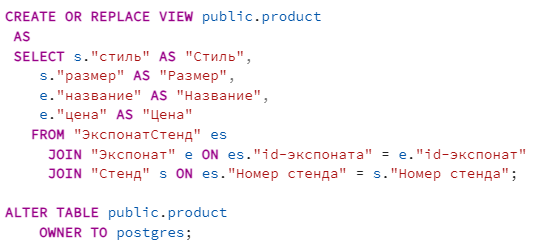 CREATE OR REPLACE VIEW public.product
AS
SELECT s."стиль" AS "Стиль",
s."размер" AS "Размер",
e."название" AS "Название",
e."цена" AS "Цена"
FROM "ЭкспонатСтенд" es
JOIN "Экспонат" e ON es."id-экспоната" = e."id-экспонат"
JOIN "Стенд" s ON es."Номер стенда" = s."Номер стенда";
ALTER TABLE public.product
OWNER TO postgres;